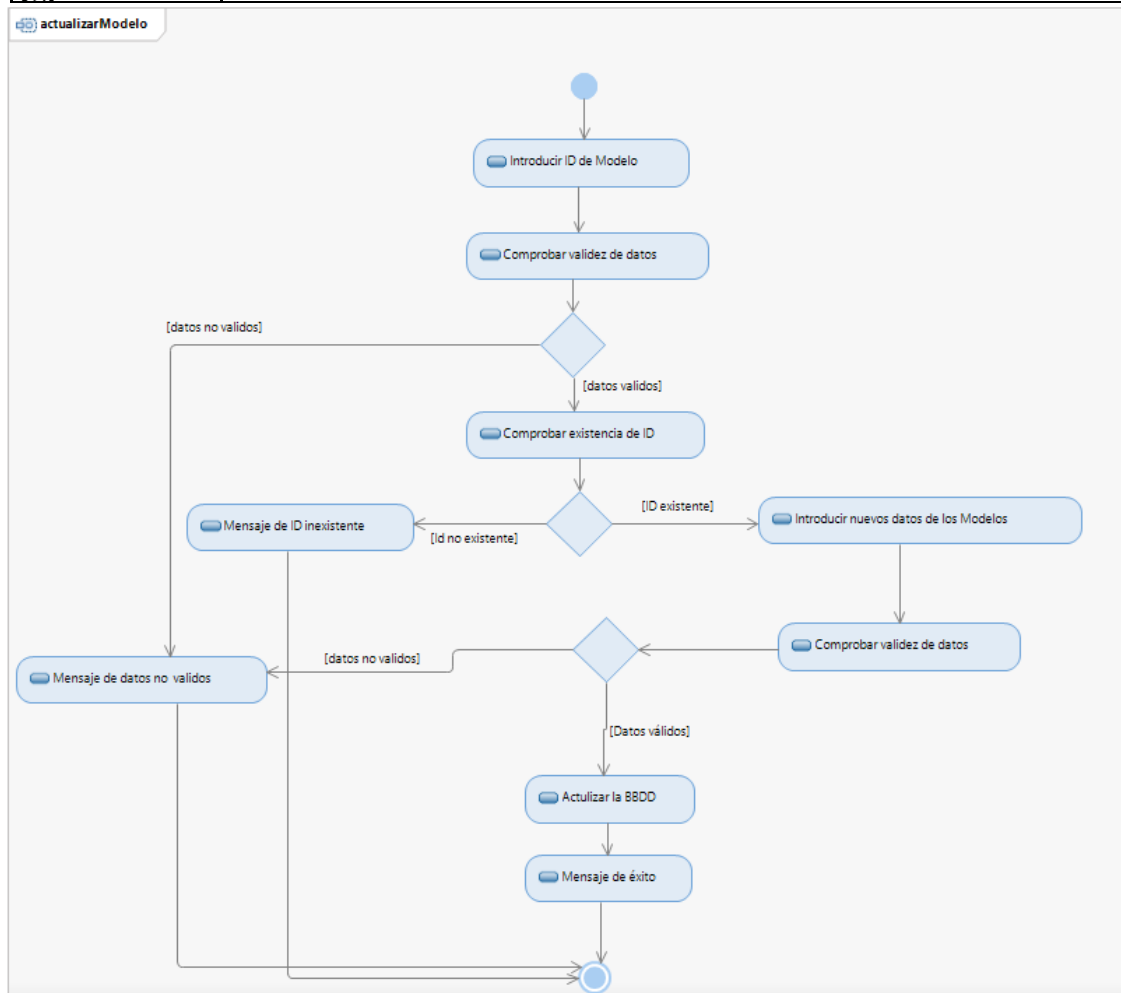 actualizarModelo
Introducir ID de Modelo
Comprobar validez de datos
[datos no validos]
[datos validos]
Comprobar existencia de ID
[ID existente]
Mensaje de ID inexistente
Introducir nuevos datos de los Modelos
[Id no existente]
Comprobar validez de datos
[datos no validos]
Mensaje de datos no validos
[Datos válidos]
Actulizar la BBDD
Mensaje de éxito